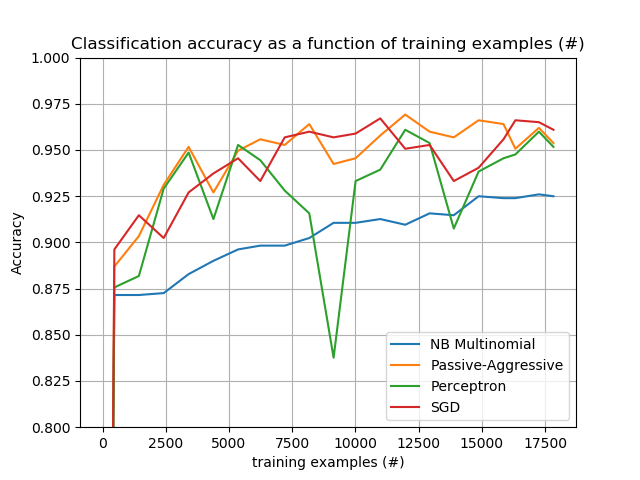 Classification accuracy as a function of training examples (#)
1.000
0.975
0.950
0.925
0.900
0.875
0.850
0.825
0.800
Accuracy
NB Multinomial
Passive-Aggressive
Perceptron
SGD
0 2500 5000 7500 10000 12500 15000 17500
training examples (#)